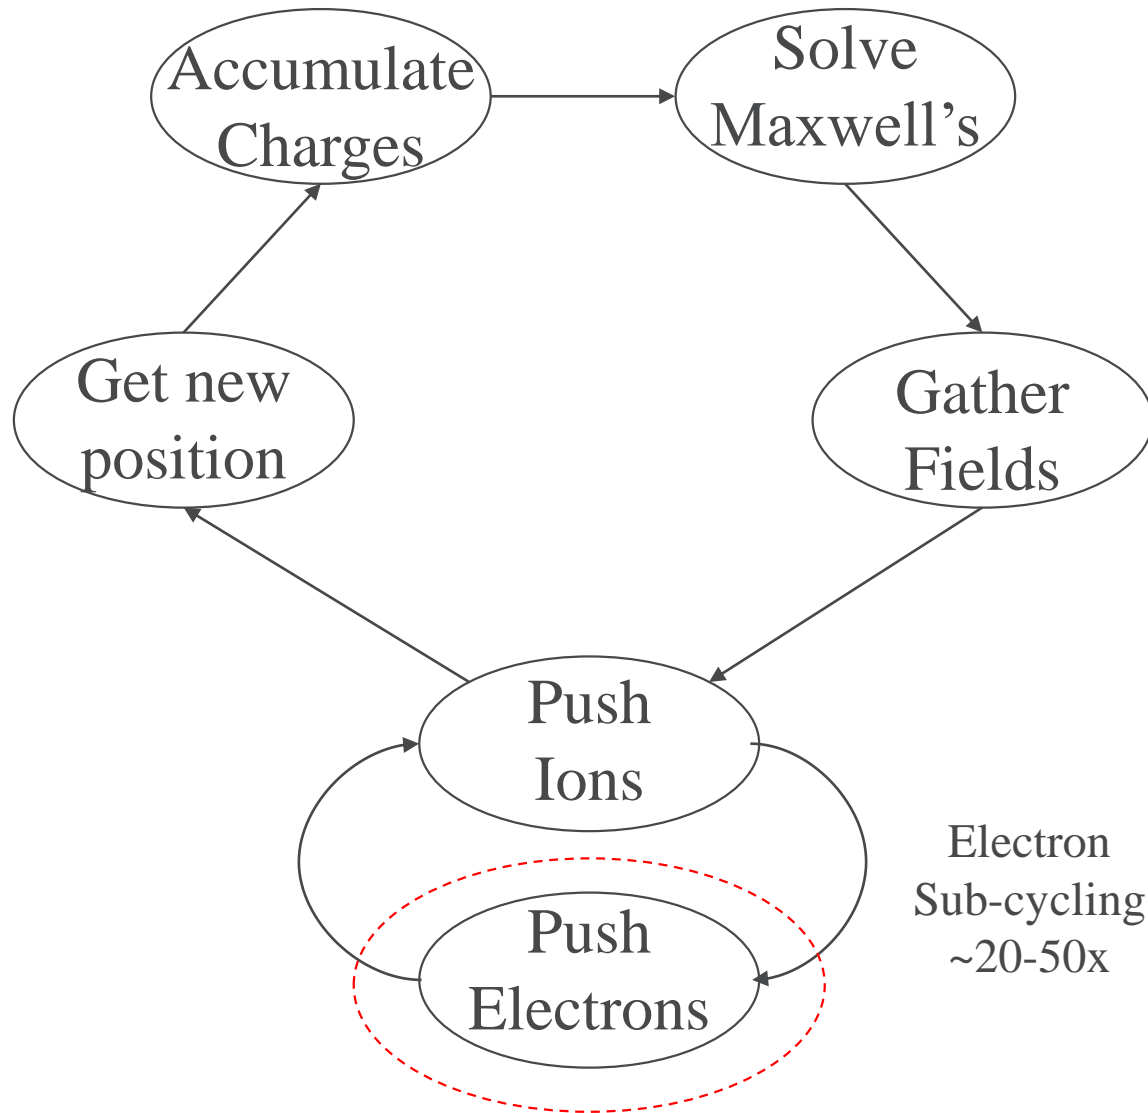 Accumulate
Charges
Solve
Maxwell’s
Get new
position
Gather
Fields
Push
Ions
Electron
Sub-cycling
~20-50x
Push
Electrons